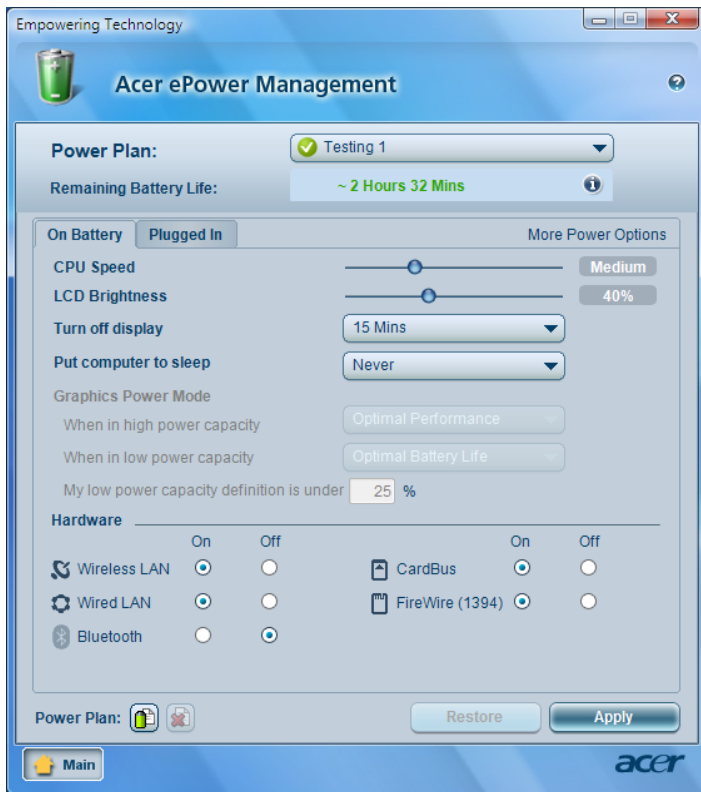 Empowering Technology
Acer ePower Management
Power Plan: Testing 1
Remaining Battery Life: ~ 2 Hours 32 Mins
On Battery Plugged In More Power Options
CPU Speed Medium
LCD Brightness 40%
Turn off display 15 Mins
Put computer to sleep Never
Graphics Power Mode
When in high power capacity Optimal Performance
When in low power capacity Optimal Battery Life
My low power capacity definition is under 25 %
Hardware
On Off On Off
Wireless LAN CardBus
Wired LAN FireWire (1394)
Bluetooth
Power Plan: Restore Apply
Main acer